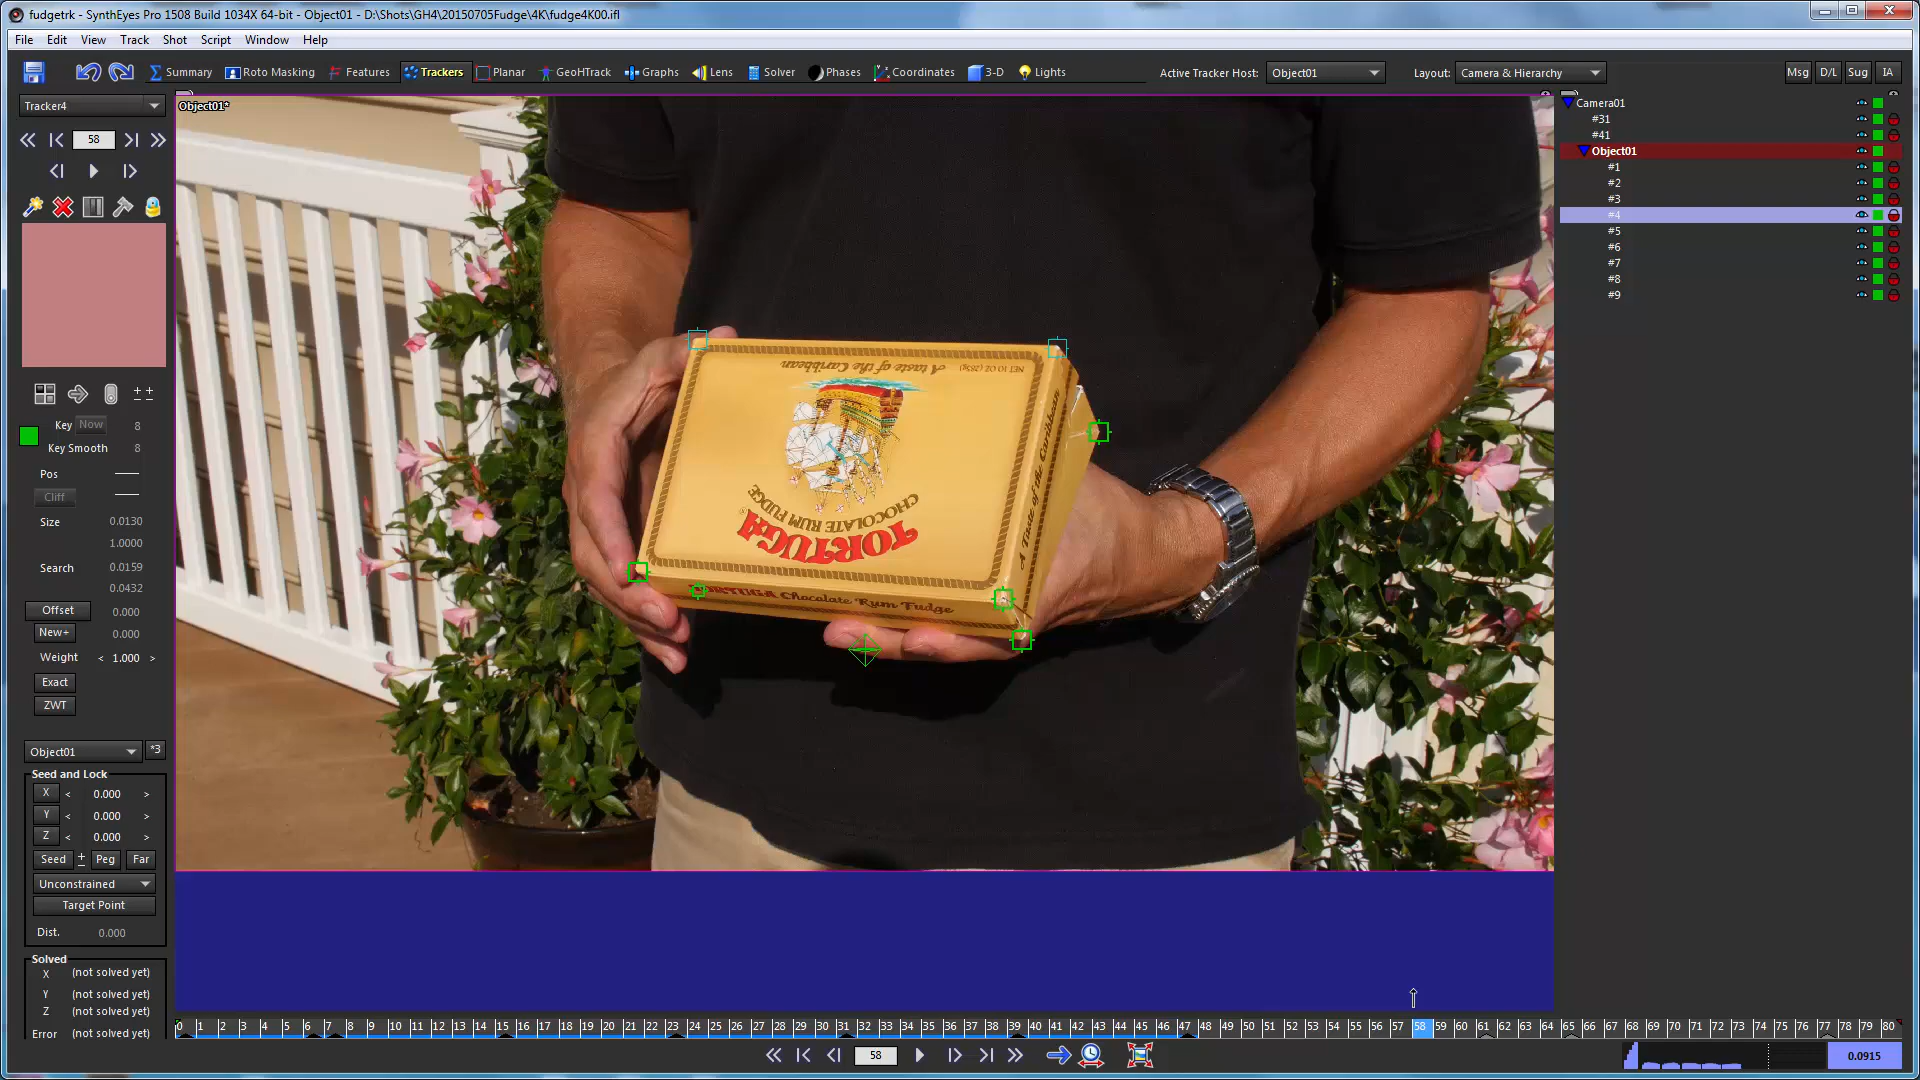 fudgetrk - SynthEyes Pro 1508 Build 1034X 64-bit - Object01 - D:\Shots\GH4\20150705Fudge\4K\fudge4K00.ifl
File Edit View Track Shot Script Window Help
Summary Roto Masking Features Trackers Planar GeoHTrack Graphs Lens Solver Phases Coordinates 3-D Lights Active Tracker Host: Object01 Layout: Camera & Hierarchy Msg D/L Sug IA
Tracker4
58
Key Now 8
Key Smooth 8
Pos
Cliff
Size 0.0130
1.0000
Search 0.0159
0.0432
Offset 0.000
New+ 0.000
Weight < 1.000 >
Exact
ZWT
Object01 *3
Seed and Lock
X < 0.000 >
Y < 0.000 >
Z < 0.000 >
Seed + Peg Far
Unconstrained
Target Point
Dist. 0.000
Solved
X (not solved yet)
Y (not solved yet)
Z (not solved yet)
Error (not solved yet)
Object01*
NET 10 OZ (285g)
A taste of the Caribbean
CHOCOLATE RUM FUDGE
TORTUGA
A Taste of the Caribbean
TORTUGA Chocolate Rum Fudge
Camera01
#31
#41
Object01
#1
#2
#3
#4
#5
#6
#7
#8
#9
0 1 2 3 4 5 6 7 8 9 10 11 12 13 14 15 16 17 18 19 20 21 22 23 24 25 26 27 28 29 30 31 32 33 34 35 36 37 38 39 40 41 42 43 44 45 46 47 48 49 50 51 52 53 54 55 56 57 58 59 60 61 62 63 64 65 66 67 68 69 70 71 72 73 74 75 76 77 78 79 80
58
0.0915